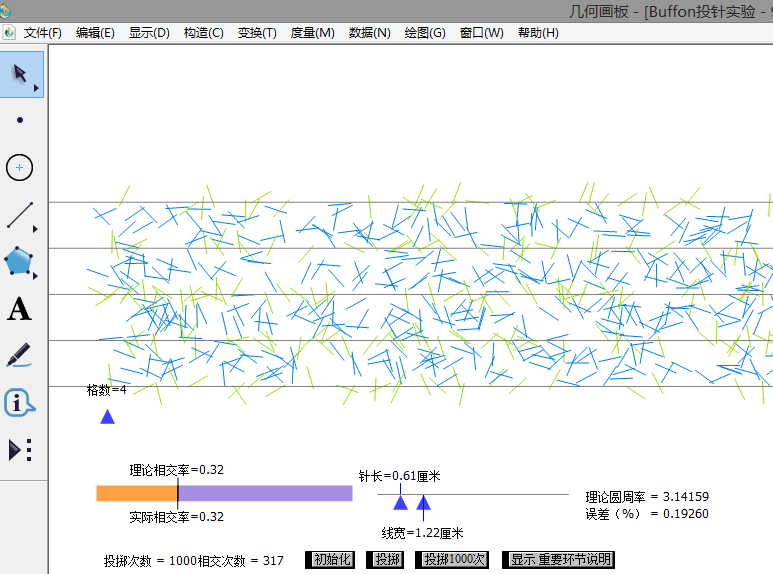 几何画板 - [Buffon投针实验 -
文件(F) 编辑(E) 显示(D) 构造(C) 变换(T) 度量(M) 数据(N) 绘图(G) 窗口(W) 帮助(H)
A
格数=4
理论相交率=0.32
实际相交率=0.32
针长=0.61厘米
线宽=1.22厘米
理论圆周率 = 3.14159
误差（%） = 0.19260
投掷次数 = 1000相交次数 = 317
初始化 投掷 投掷1000次 显示 重要环节说明